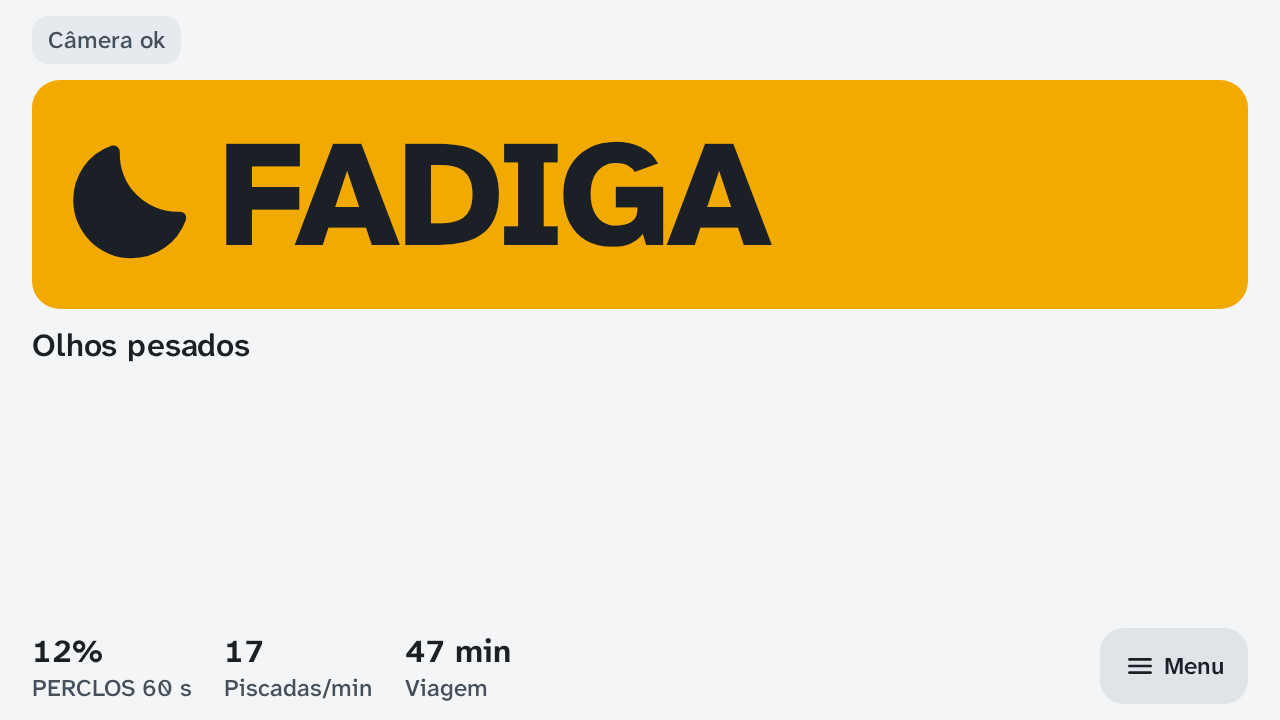 Câmera ok
FADIGA
Olhos pesados
12%
PERCLOS 60 s
17
Piscadas/min
47 min
Viagem
Menu